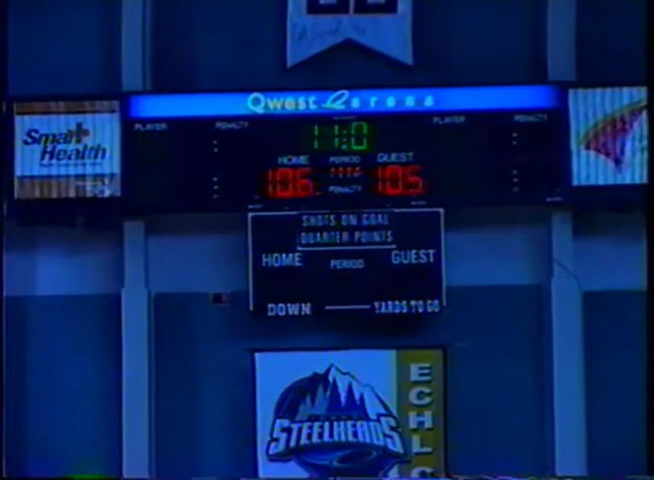 Qwest arena
Smart Health
PLAYER PENALTY
PLAYER PENALTY
11:0
HOME PERIOD GUEST
106 105
PENALTY
SHOTS ON GOAL
QUARTER POINTS
HOME PERIOD GUEST
DOWN YARDS TO GO
STEELHEADS
ECHL